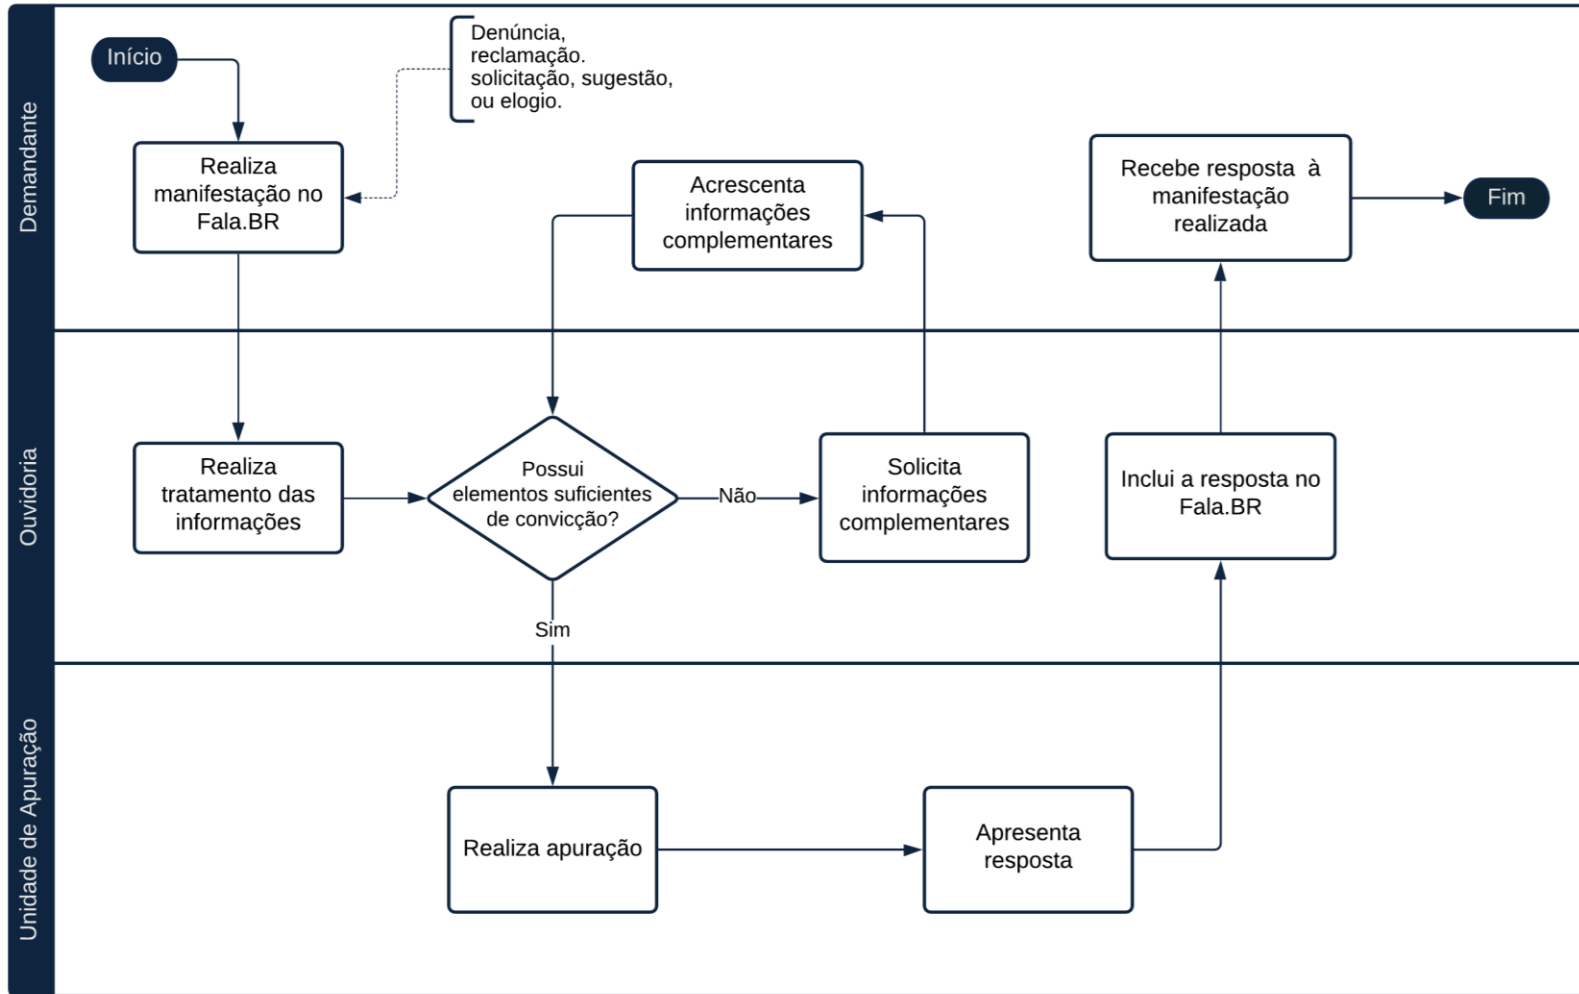 Demandante
Início
Denúncia,
reclamação.
solicitação, sugestão,
ou elogio.
Realiza
manifestação no
Fala.BR
Acrescenta
informações
complementares
Recebe resposta à
manifestação
realizada
Fim
Ouvidoria
Realiza
tratamento das
informações
Possui
elementos suficientes
de convicção?
Não
Solicita
informações
complementares
Inclui a resposta no
Fala.BR
Sim
Unidade de Apuração
Realiza apuração
Apresenta
resposta